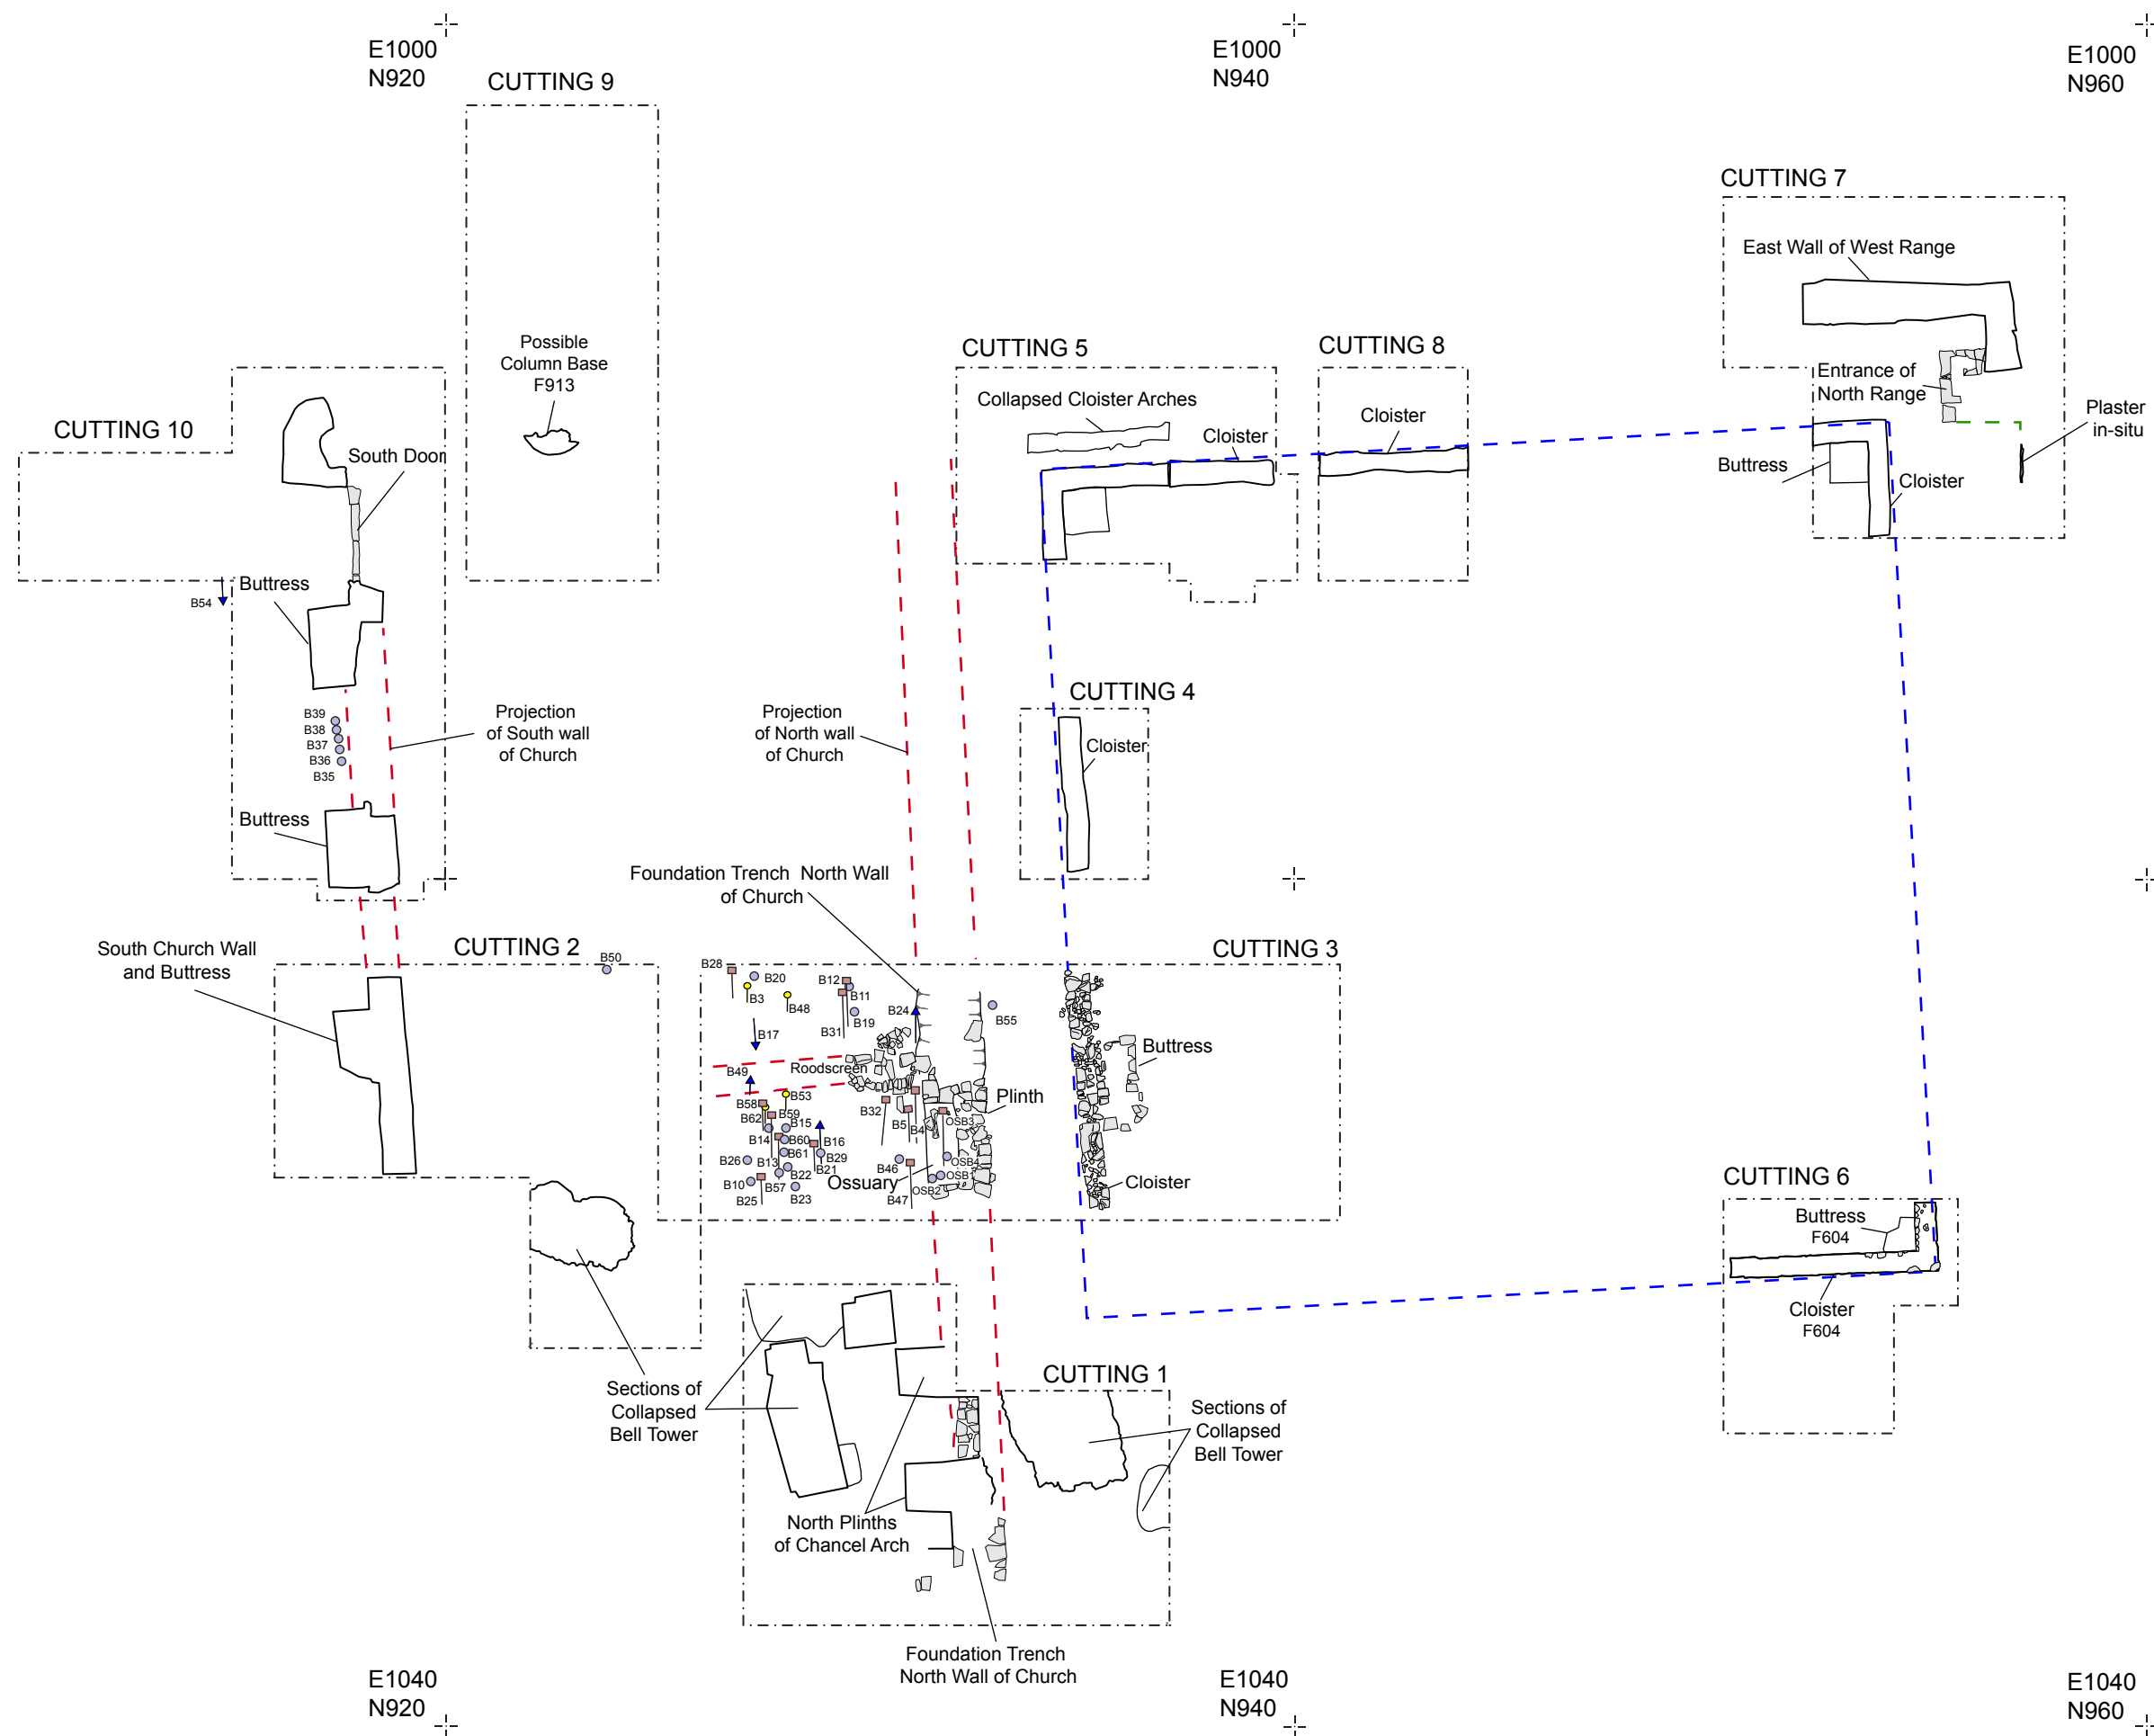 E1000
N920
E1000
N940
E1000
N960
CUTTING 9
CUTTING 7
East Wall of West Range
Possible
Column Base
F913
CUTTING 5
CUTTING 8
Collapsed Cloister Arches
Cloister
Cloister
Entrance of
North Range
Plaster
in-situ
CUTTING 10
South Door
Buttress
Cloister
Buttress
B54
CUTTING 4
Cloister
B39
B38
B37
B36
B35
Projection
of South wall
of Church
Projection
of North wall
of Church
Buttress
Foundation Trench North Wall
of Church
South Church Wall
and Buttress
CUTTING 2
B50
CUTTING 3
B28
B20
B12
B3
B11
B48
B19
B24
B55
B31
B17
Buttress
Roodscreen
B49
B53
Plinth
B58
B62
B59
B15
B32
B5
B4
OSB3
B14
B60
B16
B61
B29
B26
B13
B21
B46
OSB4
B22
OSB1
B10
B57
Ossuary
OSB2
Cloister
B25
B23
B47
CUTTING 6
Buttress
F604
Cloister
F604
Sections of
Collapsed
Bell Tower
CUTTING 1
Sections of
Collapsed
Bell Tower
North Plinths
of Chancel Arch
Foundation Trench
North Wall of Church
E1040
N920
E1040
N940
E1040
N960